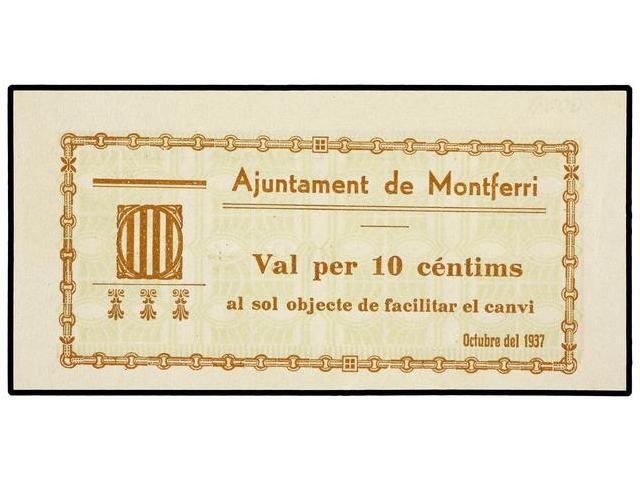 Ajuntament de Montferri
Val per 10 céntims
al sol objecte de facilitar el canvi
Octubre del 1937